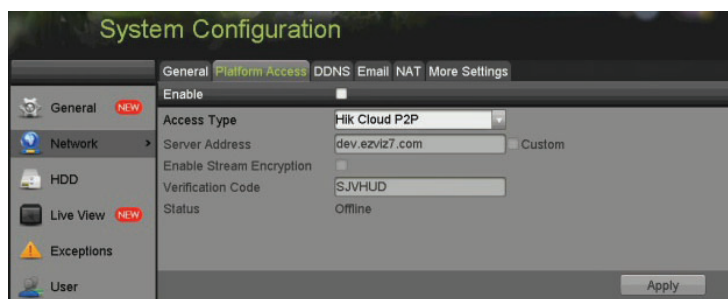 System Configuration
General Platform Access DDNS Email NAT More Settings
Enable
General NEW
Access Type Hik Cloud P2P
Network
Server Address dev.ezviz7.com Custom
Enable Stream Encryption
HDD
Verification Code SJVHUD
Live View NEW
Status Offline
Exceptions
User
Apply